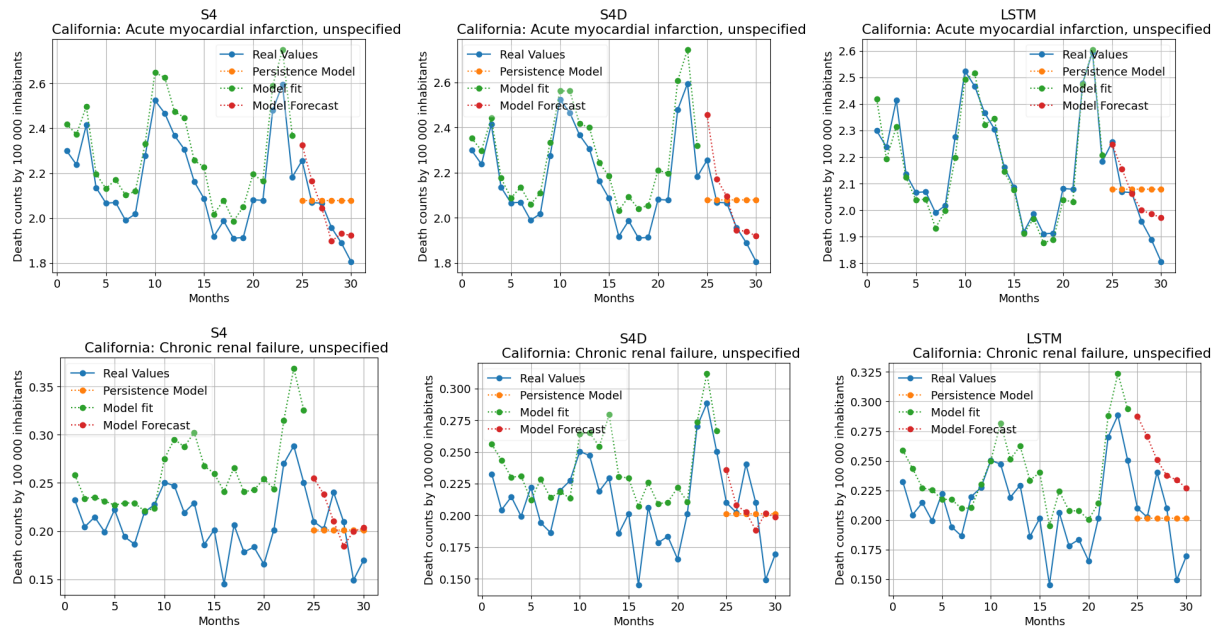 S4
California: Acute myocardial infarction, unspecified
Death counts by 100 000 inhabitants
2.6
2.4
2.2
2.0
1.8
Real Values
Persistence Model
Model fit
Model Forecast
0 5 10 15 20 25 30
Months
S4D
California: Acute myocardial infarction, unspecified
Death counts by 100 000 inhabitants
2.6
2.4
2.2
2.0
1.8
Real Values
Persistence Model
Model fit
Model Forecast
0 5 10 15 20 25 30
Months
LSTM
California: Acute myocardial infarction, unspecified
Death counts by 100 000 inhabitants
2.6
2.5
2.4
2.3
2.2
2.1
2.0
1.9
1.8
Real Values
Persistence Model
Model fit
Model Forecast
0 5 10 15 20 25 30
Months
S4
California: Chronic renal failure, unspecified
Death counts by 100 000 inhabitants
0.35
0.30
0.25
0.20
0.15
Real Values
Persistence Model
Model fit
Model Forecast
0 5 10 15 20 25 30
Months
S4D
California: Chronic renal failure, unspecified
Death counts by 100 000 inhabitants
0.300
0.275
0.250
0.225
0.200
0.175
0.150
Real Values
Persistence Model
Model fit
Model Forecast
0 5 10 15 20 25 30
Months
LSTM
California: Chronic renal failure, unspecified
Death counts by 100 000 inhabitants
0.325
0.300
0.275
0.250
0.225
0.200
0.175
0.150
Real Values
Persistence Model
Model fit
Model Forecast
0 5 10 15 20 25 30
Months